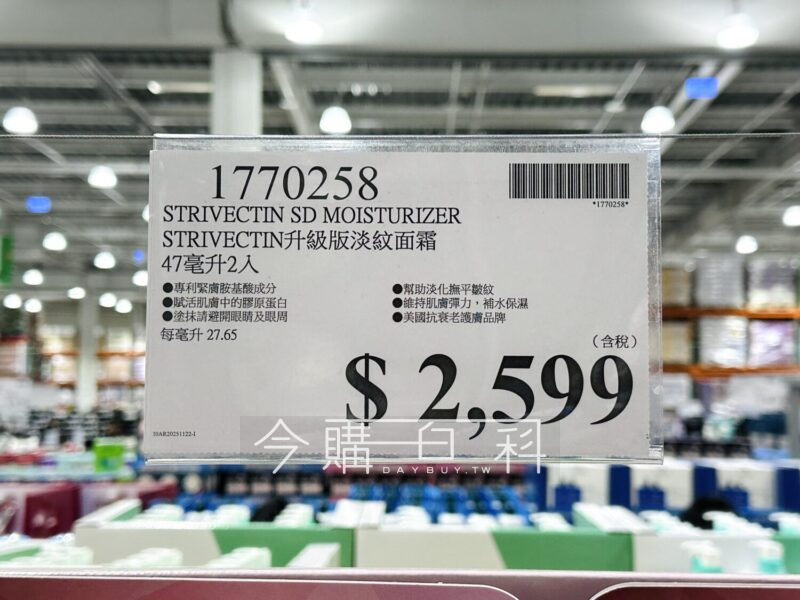 1770258
*1770258*
STRIVECTIN SD MOISTURIZER
STRIVECTIN升級版淡紋面霜
47毫升2入
●專利緊膚胺基酸成分
●賦活肌膚中的膠原蛋白
●塗抹請避開眼睛及眼周
●幫助淡化撫平皺紋
●維持肌膚彈力，補水保濕
●美國抗衰老護膚品牌
每毫升 27.65
（含稅）
$ 2,599
今購百科
DAYBUY.TW